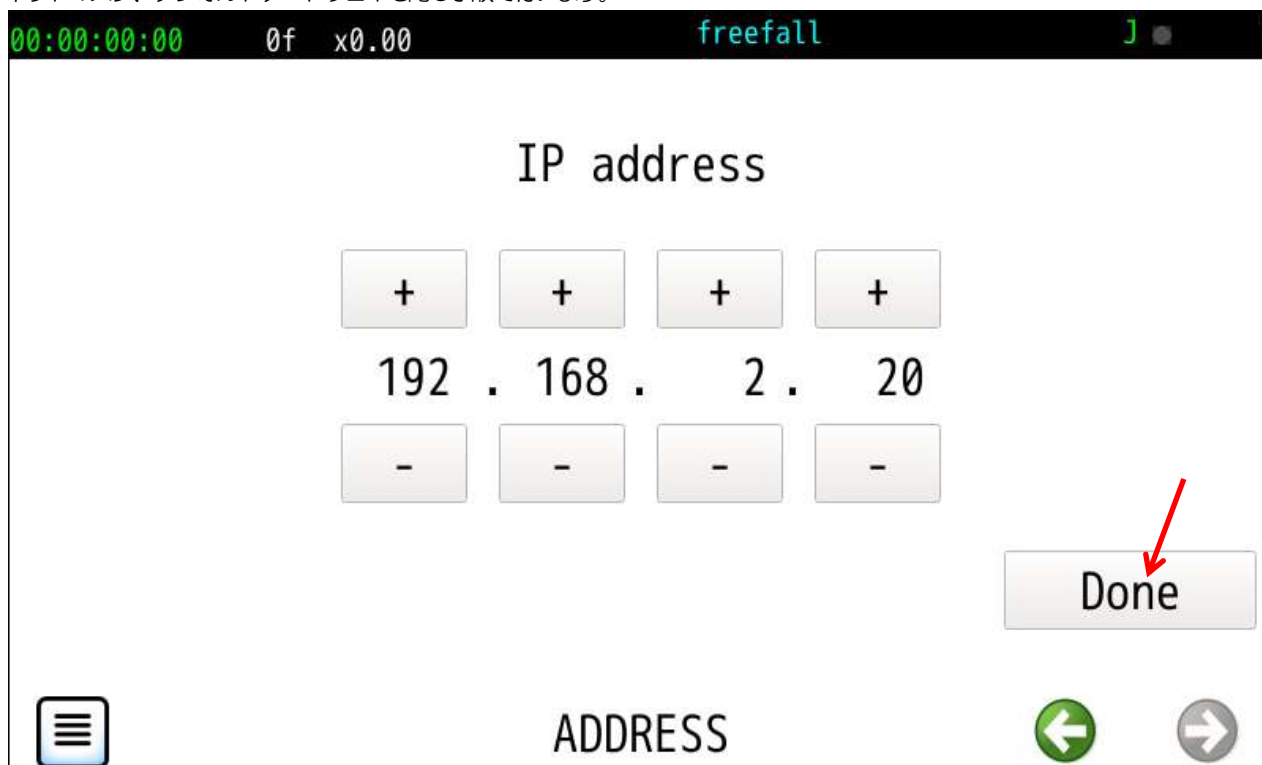 00:00:00:00 0f x0.00 freefall J
IP address
+ + + +
192 . 168 . 2 . 20
- - - -
Done
ADDRESS